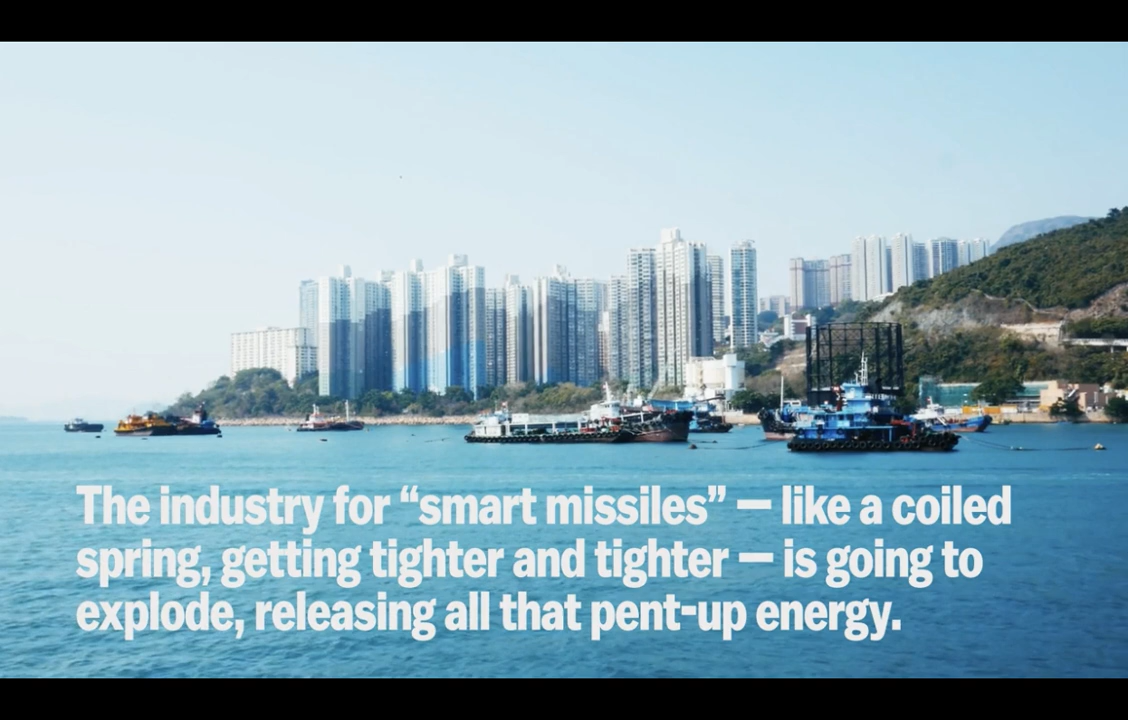 The industry for “smart missiles” — like a coiled
spring, getting tighter and tighter — is going to
explode, releasing all that pent-up energy.